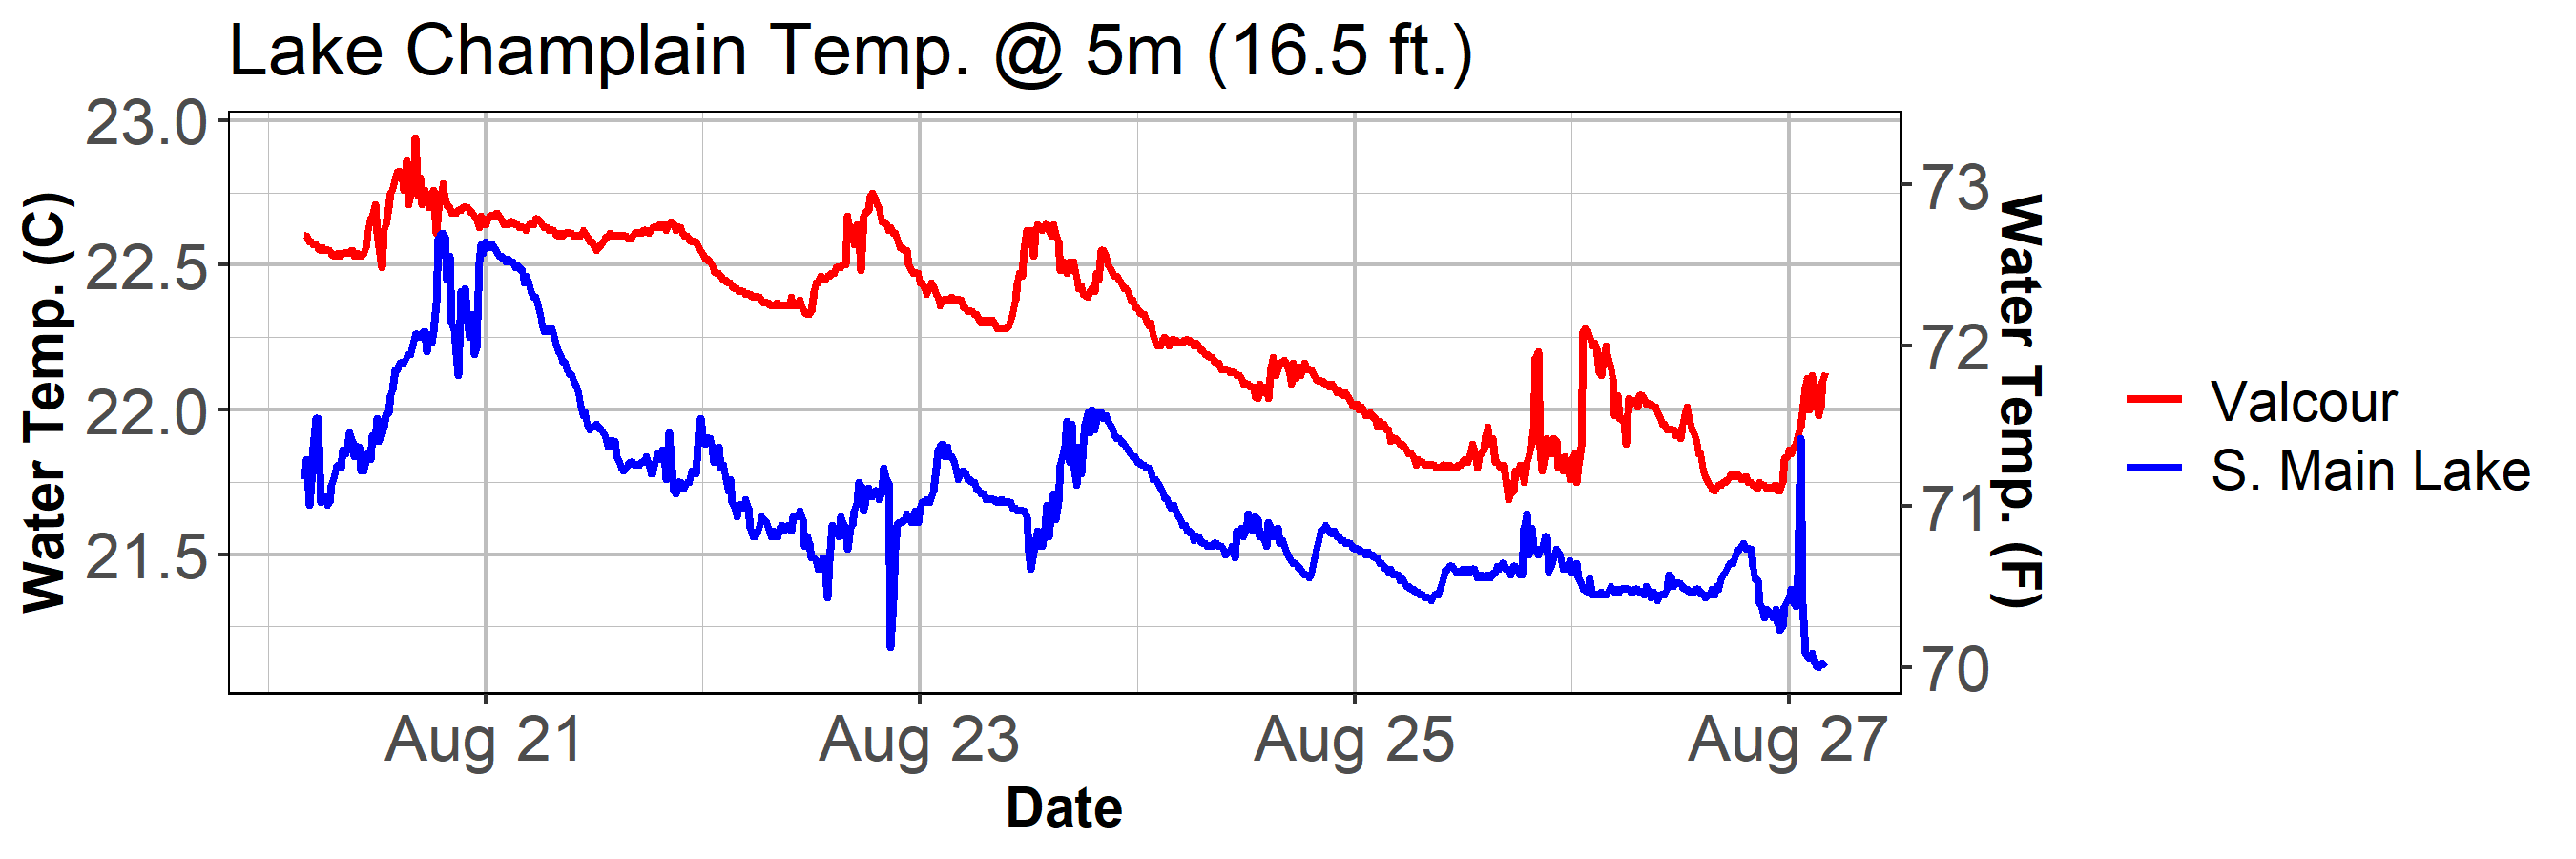 Lake Champlain Temp. @ 5m (16.5 ft.)
Water Temp. (C)
23.0
22.5
22.0
21.5
73
72
71
70
Water Temp. (F)
Aug 21
Aug 23
Aug 25
Aug 27
Date
Valcour
S. Main Lake